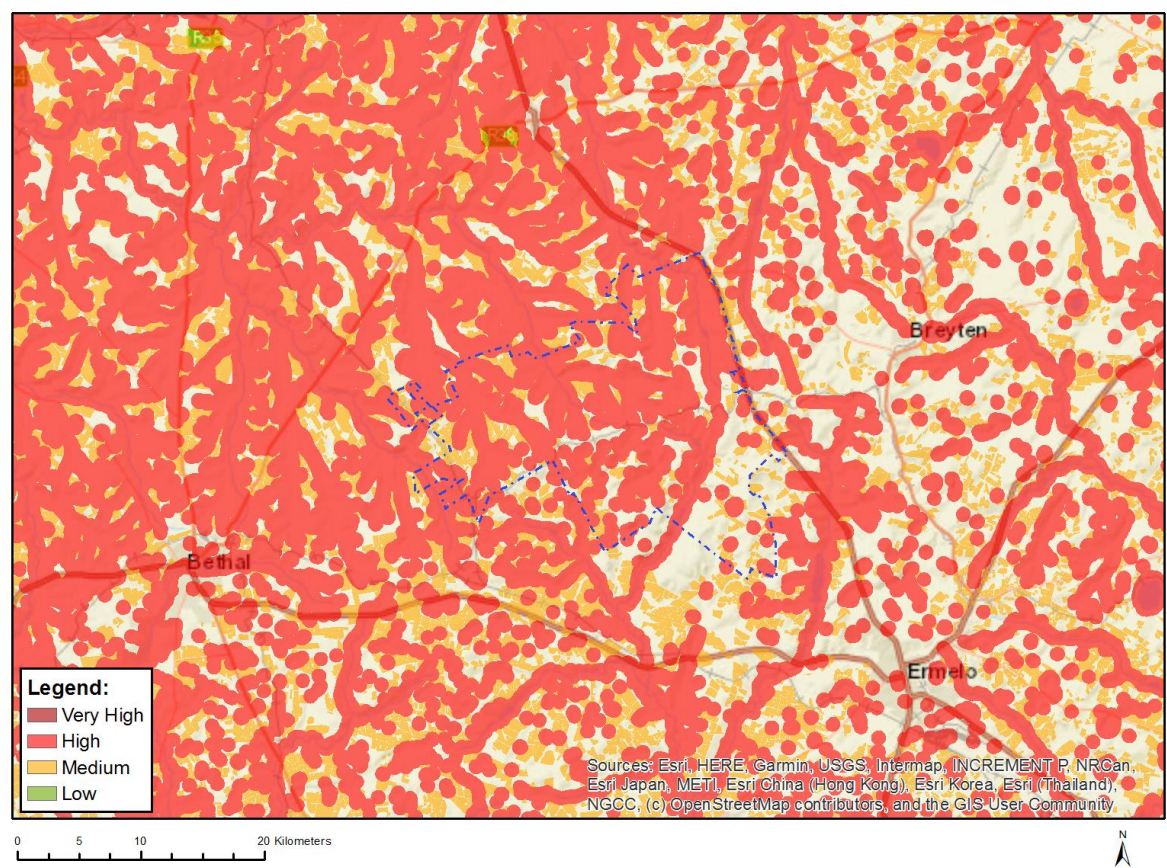 Breyten
Bethal
Ermelo
Legend:
Very High
High
Medium
Low
Sources: Esri, HERE, Garmin, USGS, Intermap, INCREMENT P, NRCan,
Esri Japan, METI, Esri China (Hong Kong), Esri Korea, Esri (Thailand),
NGCC, (c) OpenStreetMap contributors, and the GIS User Community
0 5 10 20 Kilometers
N